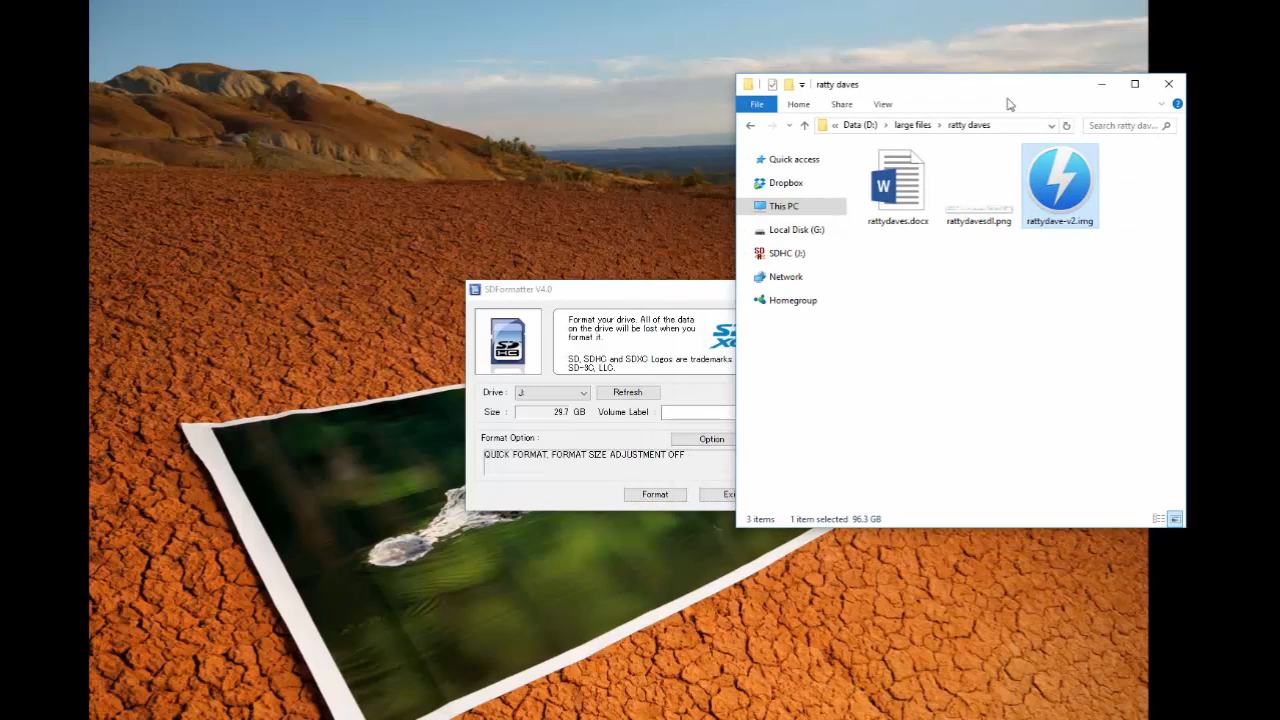 ratty daves
File
Home
Share
View
« Data (D:) › large files › ratty daves
Search ratty dav...
Quick access
Dropbox
This PC
Local Disk (G:)
SDHC (J:)
Network
Homegroup
W
rattydaves.docx
rattydavesdl.png
rattydave-v2.img
3 items
1 item selected 96.3 GB
SDFormatter V4.0
Format your drive. All of the data
on the drive will be lost when you
format it.
SD, SDHC and SDXC Logos are trademarks
SD-3C, LLC.
Drive :
J:
Refresh
Size :
29.7 GB
Volume Label :
Format Option :
Option
QUICK FORMAT, FORMAT SIZE ADJUSTMENT OFF
Format